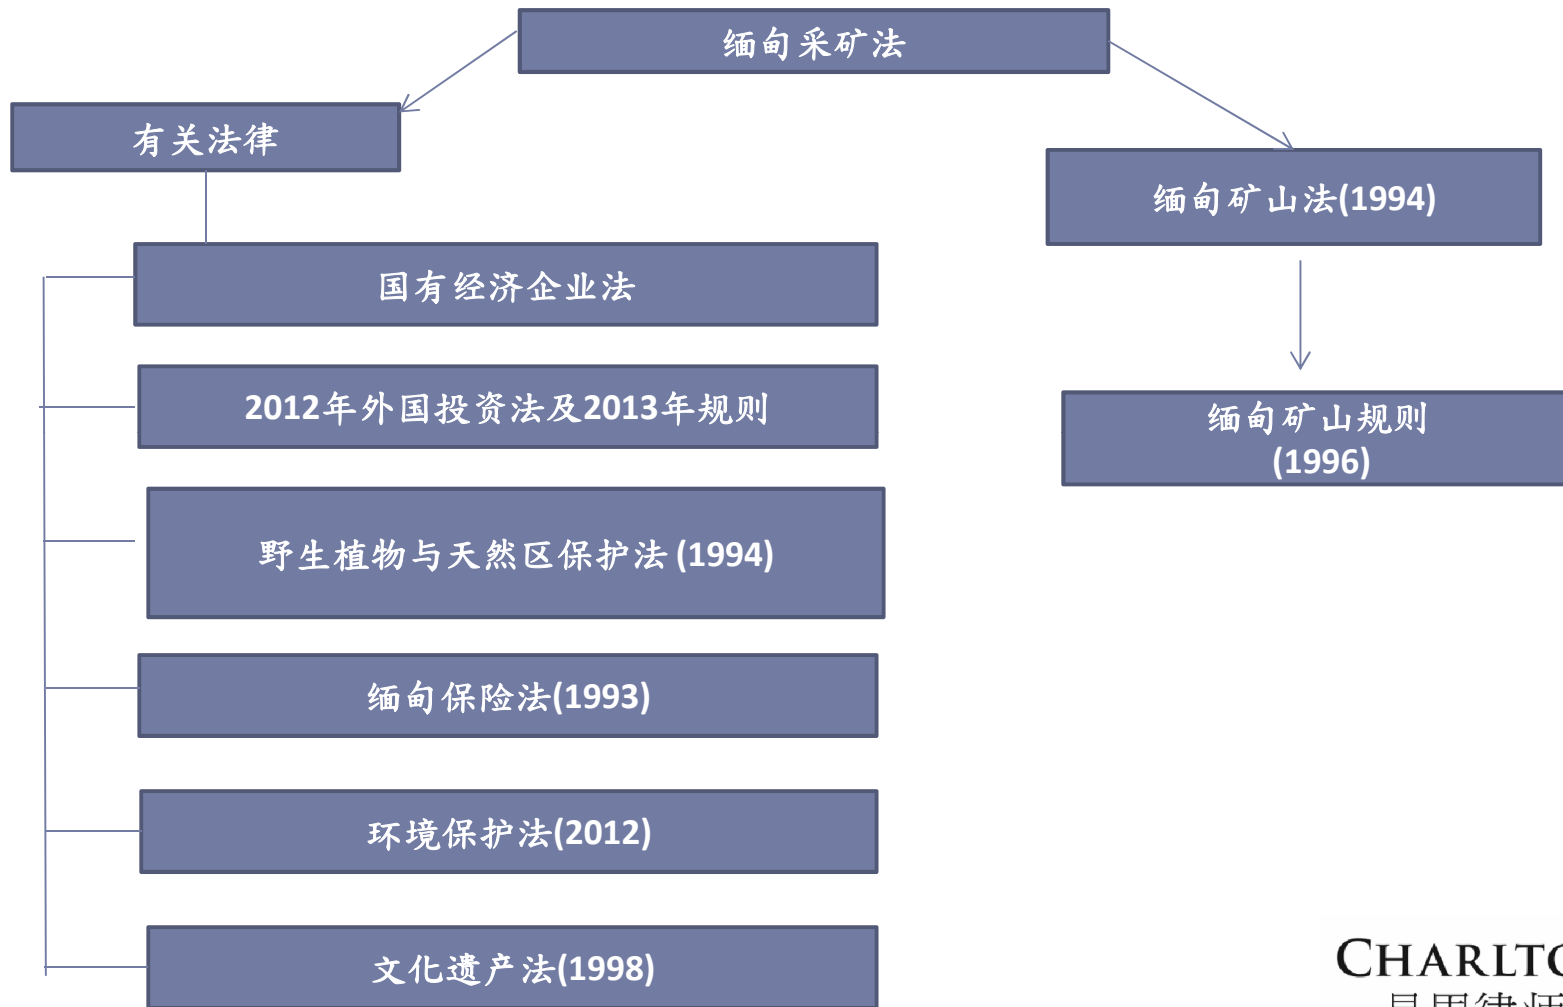 缅甸采矿法
有关法律
缅甸矿山法(1994)
国有经济企业法
2012年外国投资法及2013年规则
缅甸矿山规则
(1996)
野生植物与天然区保护法 (1994)
缅甸保险法(1993)
环境保护法(2012)
文化遗产法(1998)